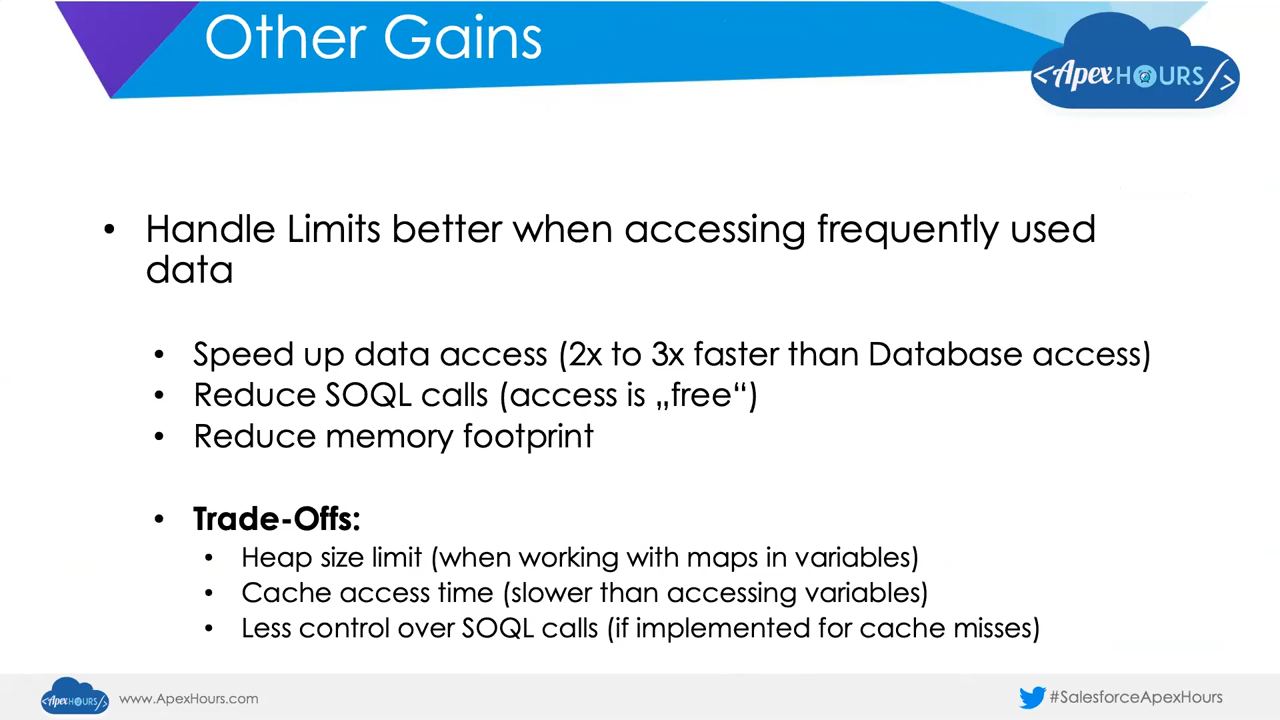 Other Gains
<ApexHOURS/>
• Handle Limits better when accessing frequently used
data
• Speed up data access (2x to 3x faster than Database access)
• Reduce SOQL calls (access is „free“)
• Reduce memory footprint
• Trade-Offs:
• Heap size limit (when working with maps in variables)
• Cache access time (slower than accessing variables)
• Less control over SOQL calls (if implemented for cache misses)
<ApexHOURS/>
www.ApexHours.com
#SalesforceApexHours